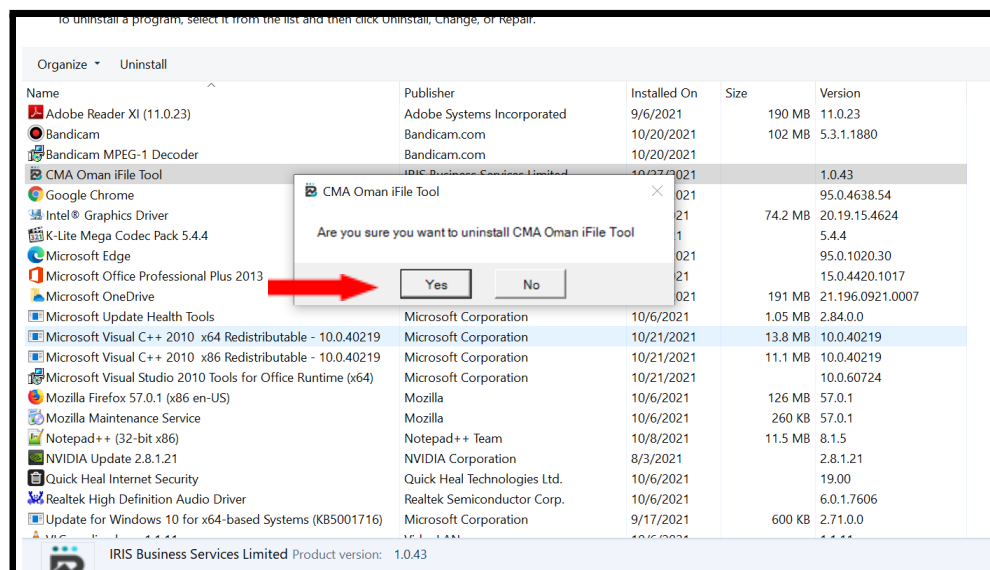 To uninstall a program, select it from the list and then click Uninstall, Change, or Repair.
Organize Uninstall
Name Publisher Installed On Size Version
Adobe Reader XI (11.0.23) Adobe Systems Incorporated 9/6/2021 190 MB 11.0.23
Bandicam Bandicam.com 10/20/2021 102 MB 5.3.1.1880
Bandicam MPEG-1 Decoder Bandicam.com 10/20/2021
CMA Oman iFile Tool IRIS Business Services Limited 10/27/2021 1.0.43
Google Chrome 021 95.0.4638.54
Intel® Graphics Driver 21 74.2 MB 20.19.15.4624
K-Lite Mega Codec Pack 5.4.4 1 5.4.4
Microsoft Edge 021 95.0.1020.30
Microsoft Office Professional Plus 2013 21 15.0.4420.1017
Microsoft OneDrive 021 191 MB 21.196.0921.0007
CMA Oman iFile Tool
Are you sure you want to uninstall CMA Oman iFile Tool
Yes No
Microsoft Update Health Tools Microsoft Corporation 10/6/2021 1.05 MB 2.84.0.0
Microsoft Visual C++ 2010 x64 Redistributable - 10.0.40219 Microsoft Corporation 10/21/2021 13.8 MB 10.0.40219
Microsoft Visual C++ 2010 x86 Redistributable - 10.0.40219 Microsoft Corporation 10/21/2021 11.1 MB 10.0.40219
Microsoft Visual Studio 2010 Tools for Office Runtime (x64) Microsoft Corporation 10/21/2021 10.0.60724
Mozilla Firefox 57.0.1 (x86 en-US) Mozilla 10/6/2021 126 MB 57.0.1
Mozilla Maintenance Service Mozilla 10/6/2021 260 KB 57.0.1
Notepad++ (32-bit x86) Notepad++ Team 10/8/2021 11.5 MB 8.1.5
NVIDIA Update 2.8.1.21 NVIDIA Corporation 8/3/2021 2.8.1.21
Quick Heal Internet Security Quick Heal Technologies Ltd. 10/6/2021 19.00
Realtek High Definition Audio Driver Realtek Semiconductor Corp. 10/6/2021 6.0.1.7606
Update for Windows 10 for x64-based Systems (KB5001716) Microsoft Corporation 9/17/2021 600 KB 2.71.0.0
IRIS Business Services Limited Product version: 1.0.43